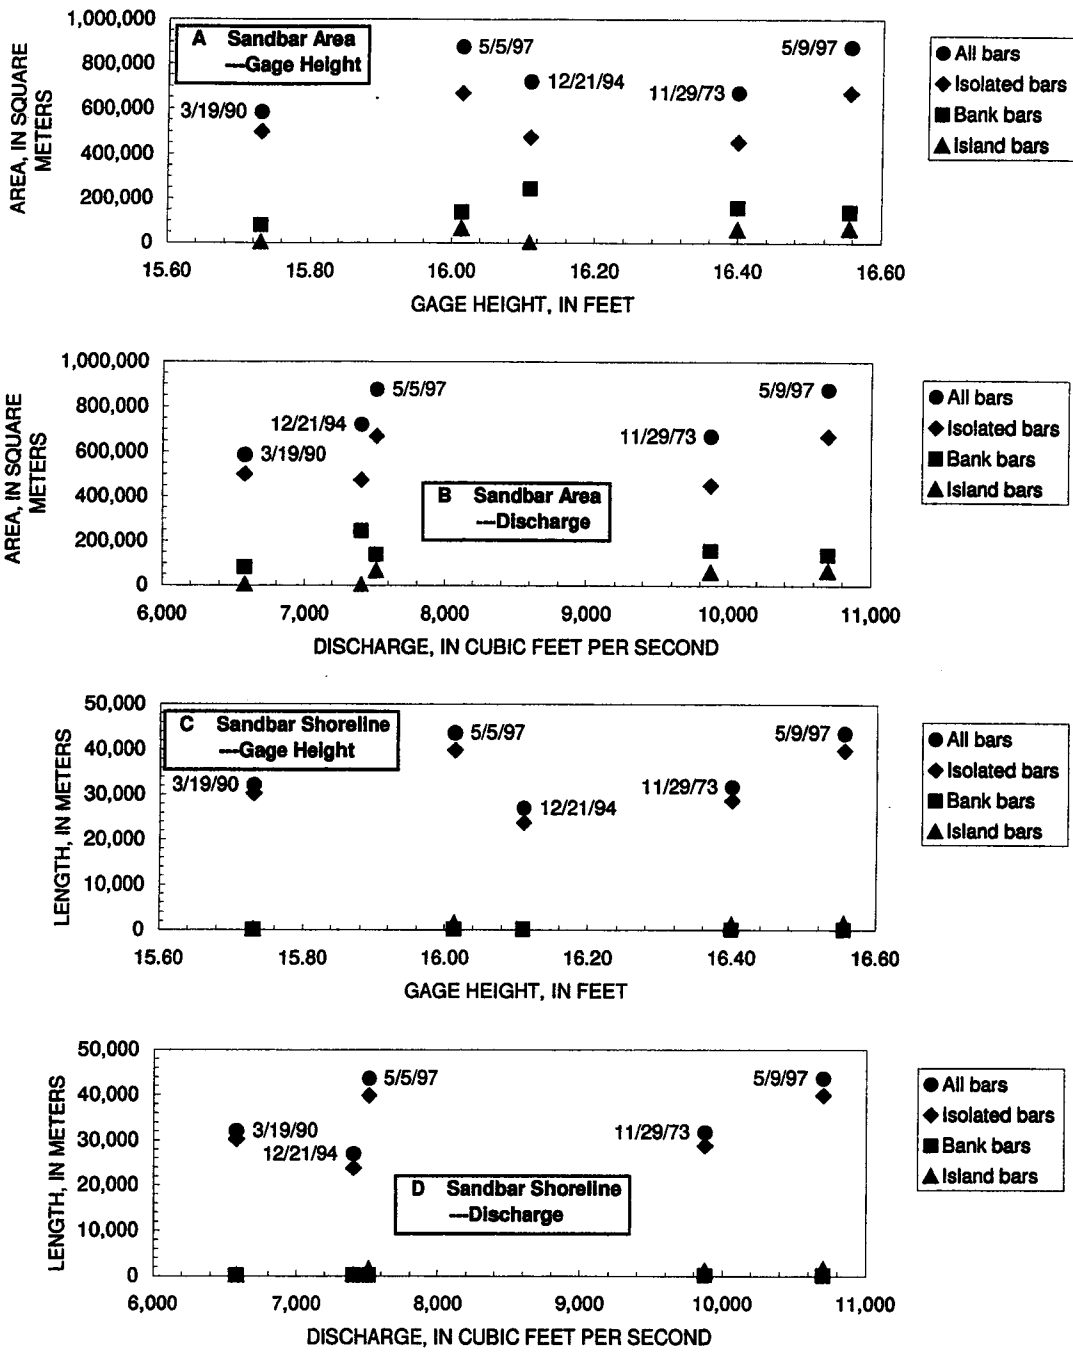 1,000,000
800,000
600,000
400,000
200,000
0
AREA, IN SQUARE
METERS
A Sandbar Area
---Gage Height
3/19/90
5/5/97
12/21/94
11/29/73
5/9/97
All bars
Isolated bars
Bank bars
Island bars
15.60 15.80 16.00 16.20 16.40 16.60
GAGE HEIGHT, IN FEET
1,000,000
800,000
600,000
400,000
200,000
0
AREA, IN SQUARE
METERS
5/5/97
12/21/94
3/19/90
11/29/73
5/9/97
B Sandbar Area
---Discharge
All bars
Isolated bars
Bank bars
Island bars
6,000 7,000 8,000 9,000 10,000 11,000
DISCHARGE, IN CUBIC FEET PER SECOND
50,000
40,000
30,000
20,000
10,000
0
LENGTH, IN METERS
C Sandbar Shoreline
---Gage Height
3/19/90
5/5/97
12/21/94
11/29/73
5/9/97
All bars
Isolated bars
Bank bars
Island bars
15.60 15.80 16.00 16.20 16.40 16.60
GAGE HEIGHT, IN FEET
50,000
40,000
30,000
20,000
10,000
0
LENGTH, IN METERS
5/5/97
3/19/90
12/21/94
11/29/73
5/9/97
D Sandbar Shoreline
---Discharge
All bars
Isolated bars
Bank bars
Island bars
6,000 7,000 8,000 9,000 10,000 11,000
DISCHARGE, IN CUBIC FEET PER SECOND